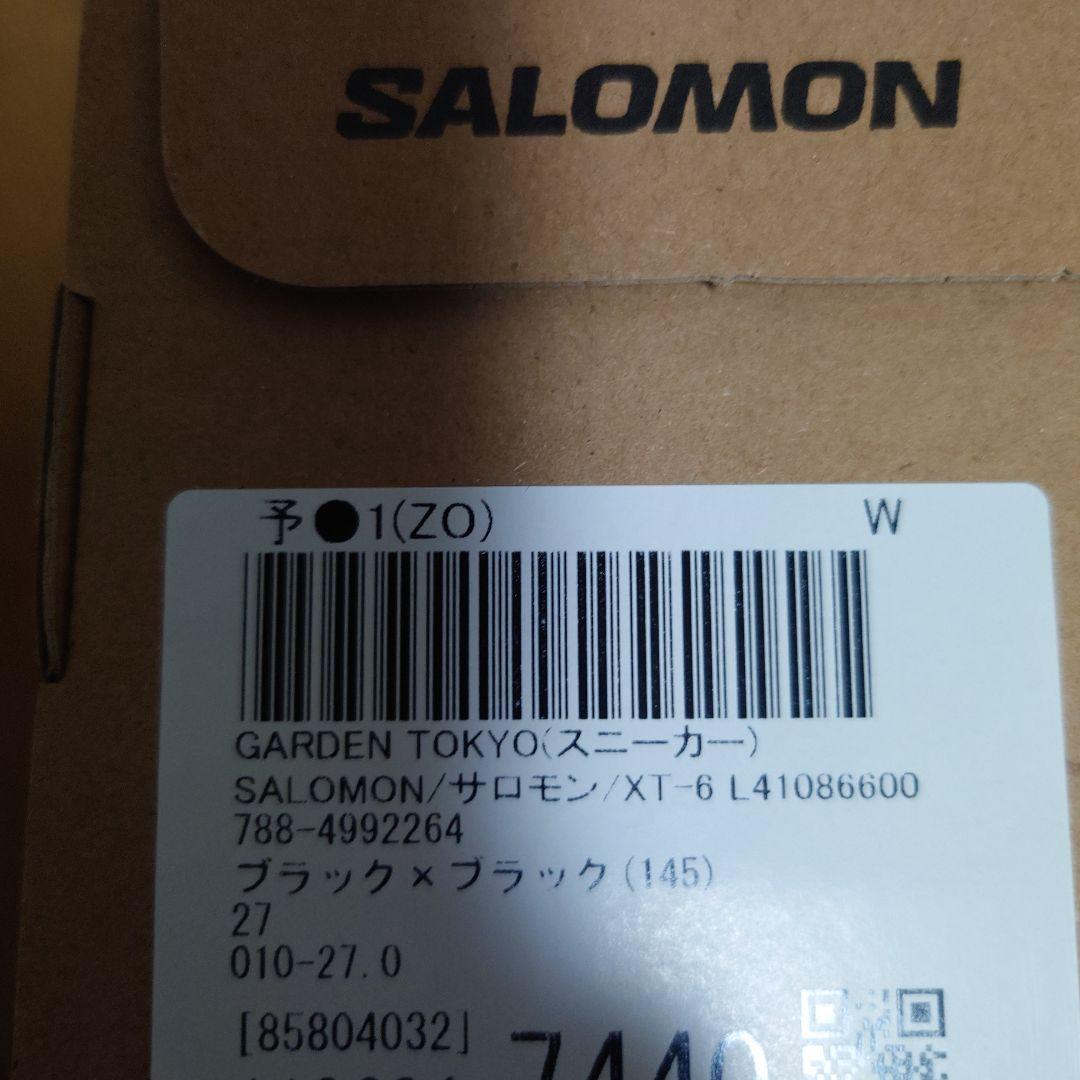 SALOMON
予●1(ZO) W
GARDEN TOKYO(スニーカー)
SALOMON/サロモン/XT-6 L41086600
788-4992264
ブラック×ブラック(145)
27
010-27.0
[85804032]
7440